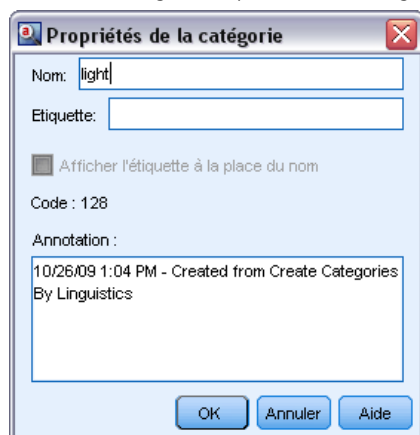 Propriétés de la catégorie
Nom: light
Etiquette:
Afficher l'étiquette à la place du nom
Code : 128
Annotation :
10/26/09 1:04 PM - Created from Create Categories
By Linguistics
OK Annuler Aide